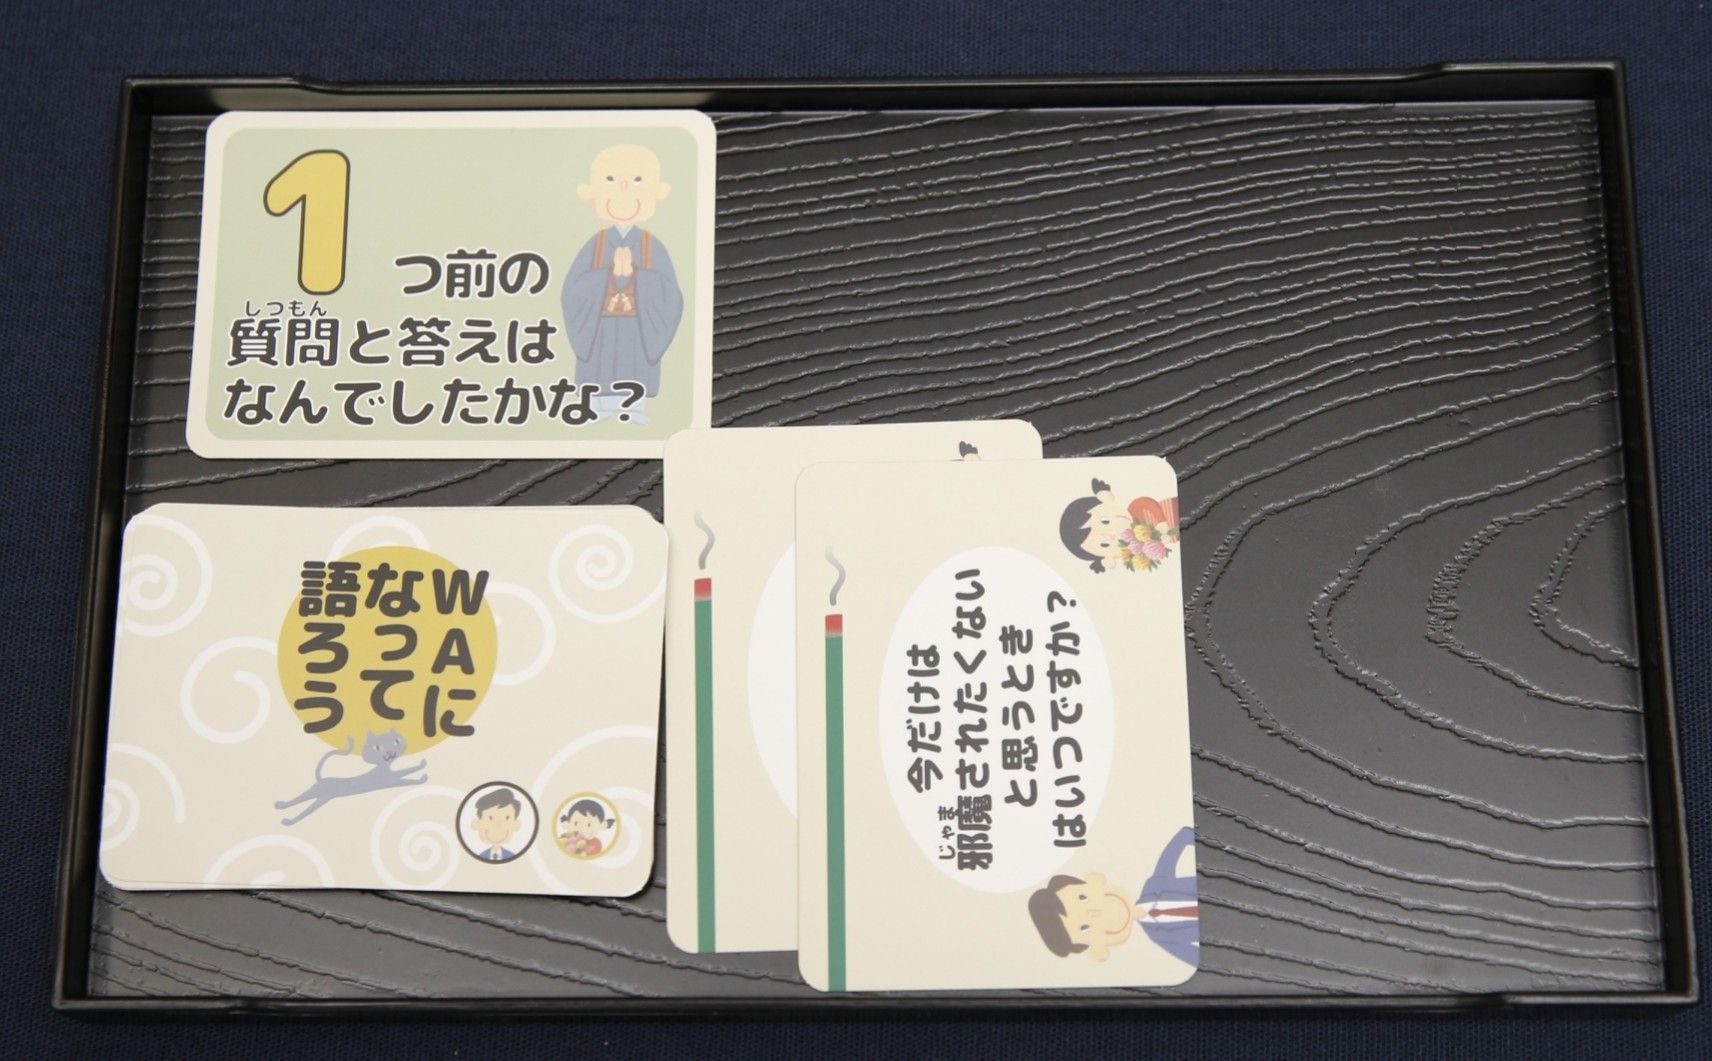 1つ前の
しつもん
質問と答えは
なんでしたかな?
WAに
なって
語ろう
今だけは
じゃま
邪魔されたくない
と思うとき
はいつですか?